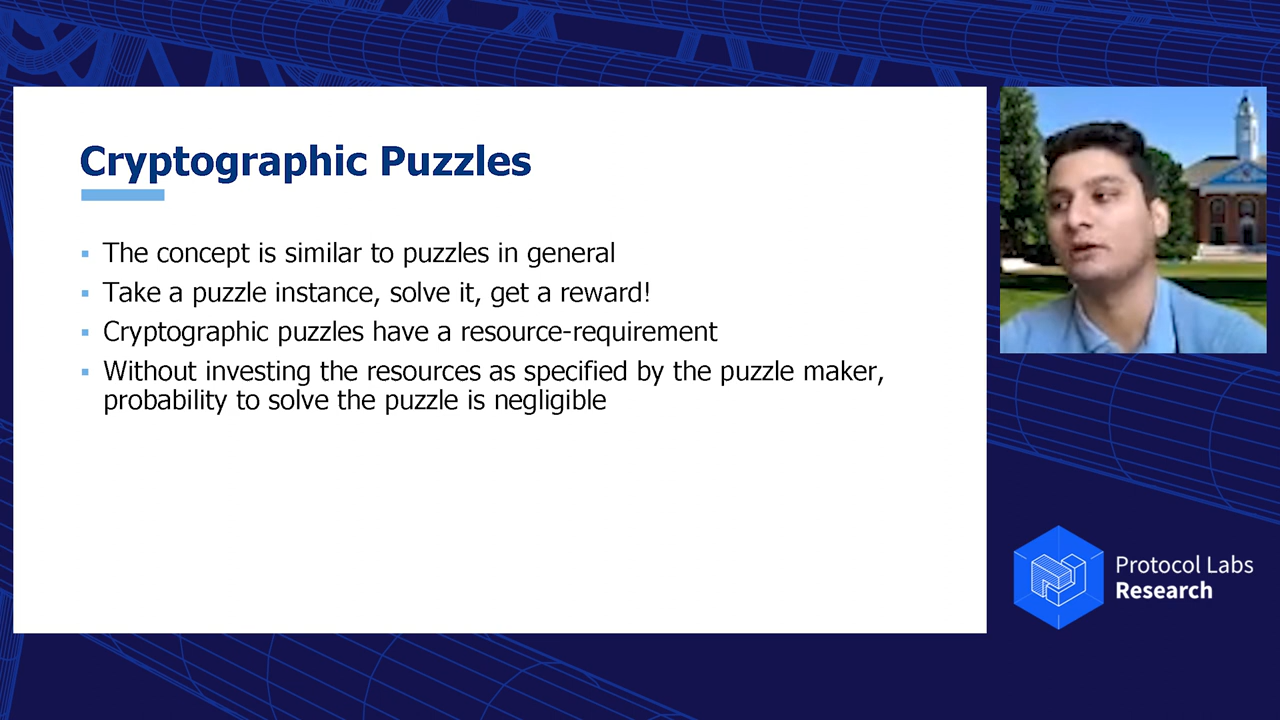 Cryptographic Puzzles
▪ The concept is similar to puzzles in general
▪ Take a puzzle instance, solve it, get a reward!
▪ Cryptographic puzzles have a resource-requirement
▪ Without investing the resources as specified by the puzzle maker,
probability to solve the puzzle is negligible
Protocol Labs
Research